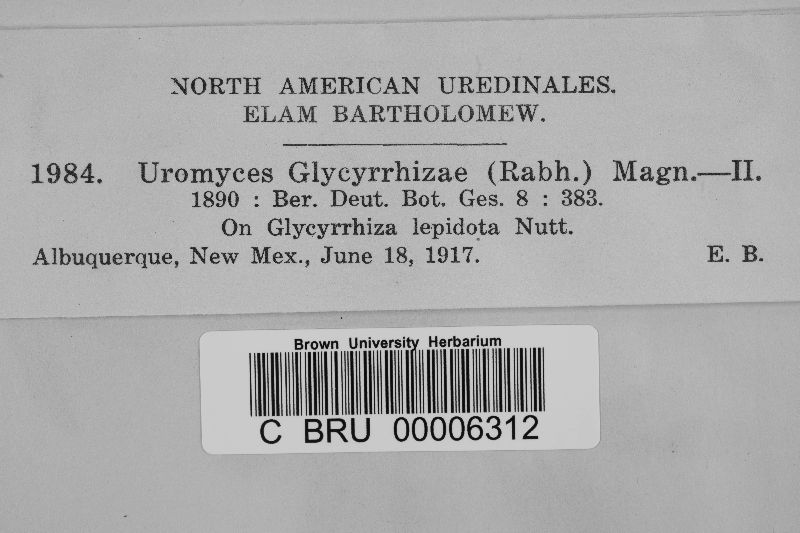 NORTH AMERICAN UREDINALES.
ELAM BARTHOLOMEW.
1984. Uromyces Glycyrrhizae (Rabh.) Magn.—II.
1890 : Ber. Deut. Bot. Ges. 8 : 383.
On Glycyrrhiza lepidota Nutt.
Albuquerque, New Mex., June 18, 1917. E. B.
Brown University Herbarium
C BRU 00006312